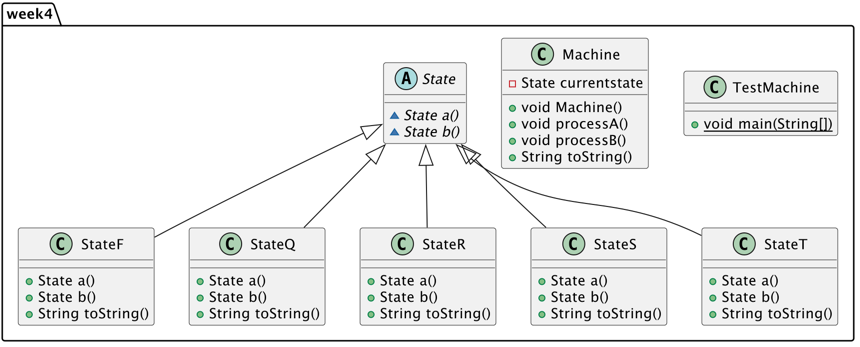 week4
A State
State a()
State b()
C Machine
State currentstate
void Machine()
void processA()
void processB()
String toString()
C TestMachine
void main(String[])
C StateF
State a()
State b()
String toString()
C StateQ
State a()
State b()
String toString()
C StateR
State a()
State b()
String toString()
C StateS
State a()
State b()
String toString()
C StateT
State a()
State b()
String toString()